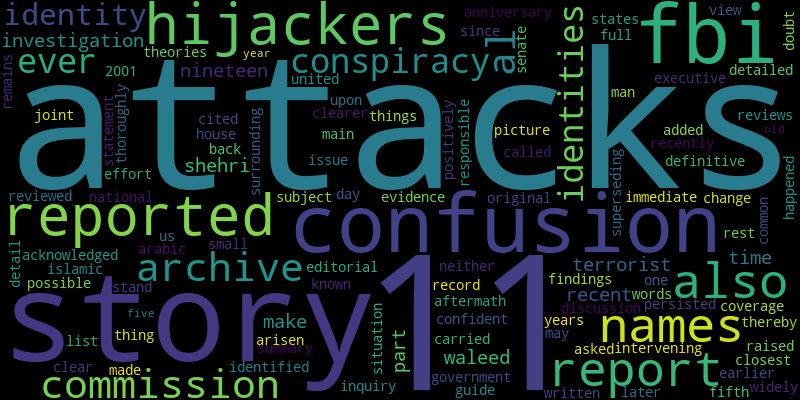 identity
hijackers
fbi
anniversary
since
states
view
full
doubt
investigation
theories
year
ever
2001
nineteen
conspiracy
al
senate
identities
executive
detailed
remains
attacks
united
upon
man
clearer
things
joint
statement
thoroughly
cited
house
surrounding
main
positively
responsible
picture
added
reviews
old
back
issue
called
recently
effort
shehri
definitive
superseding
happened
reviewed
national
subject
evidence
day
original
immediate
change
reported
confusion
common
rest
us
arabic
small
detail
acknowledged
islamic
archive
editorial
neither
terrorist
time
possible
known
record
findings
one
also
story
11
stand
aftermath
recent
words
discussion
persisted
coverage
five
make
situation
confident
years
names
thereby
list
thing
arisen
part
carried
may
asked
intervening
raised
summary
waleed
report
closest
clear
made
identified
government
earlier
commission
inquiry
guide
written
later
fifth
widely